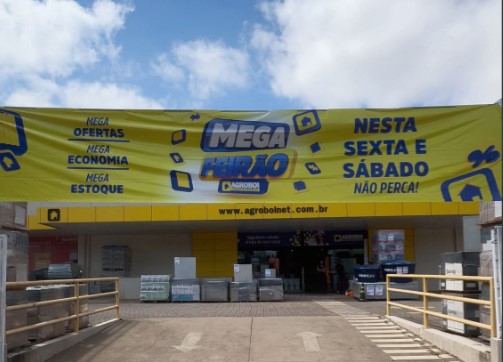 MEGA
OFERTAS
MEGA
ECONOMIA
MEGA
ESTOQUE
MEGA
FEIRÃO
AGROBOI
NESTA
SEXTA E
SÁBADO
NÃO PERCA!
www.agroboinet.com.br